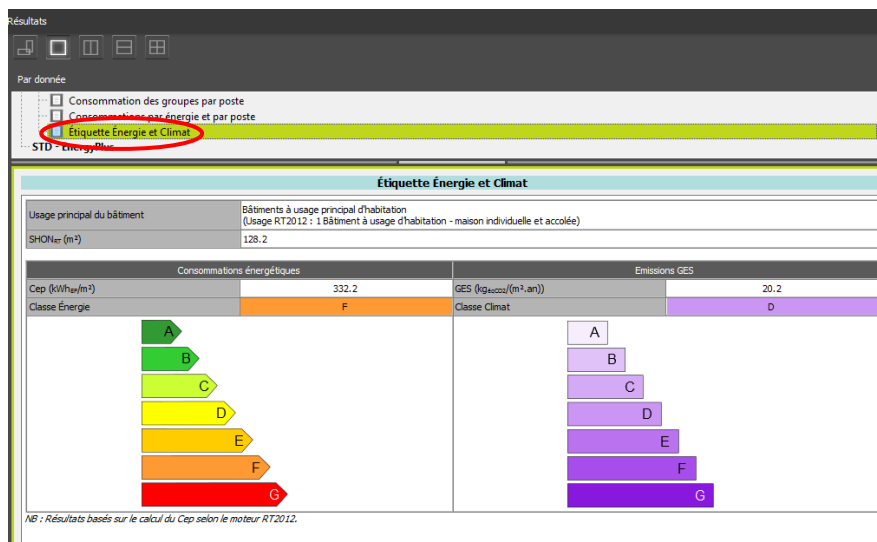 Résultats
Par donnée
Consommation des groupes par poste
Consommations par énergie et par poste
Étiquette Énergie et Climat
STD - EnergyPlus
Étiquette Énergie et Climat
Usage principal du bâtiment
Bâtiments à usage principal d'habitation
(Usage RT2012 : 1 Bâtiment à usage d'habitation - maison individuelle et accolée)
SHONRT (m²) 128.2
Consommations énergétiques Emissions GES
Cep (kWhEP/m²) 332.2 GES (kgéqCO2/(m².an)) 20.2
Classe Énergie F Classe Climat D
A A
B B
C C
D D
E E
F F
G G
NB : Résultats basés sur le calcul du Cep selon le moteur RT2012.